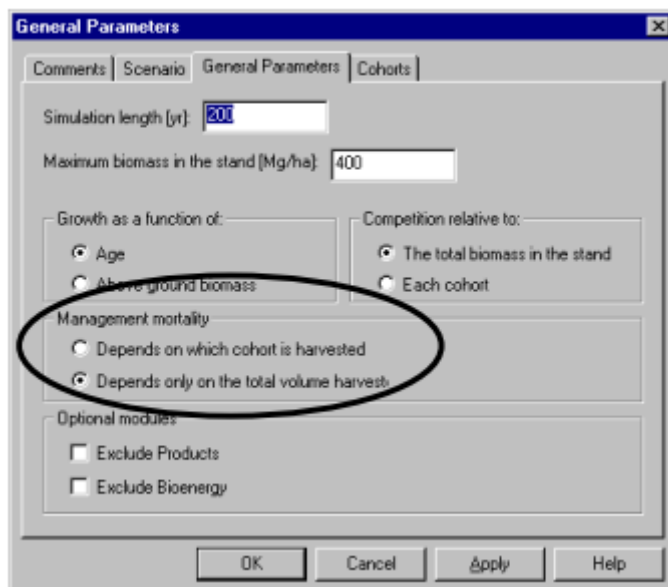 General Parameters
Comments Scenario General Parameters Cohorts
Simulation length [yr]: 200
Maximum biomass in the stand [Mg/ha]: 400
Growth as a function of: Competition relative to:
Age The total biomass in the stand
Above ground biomass Each cohort
Management mortality
Depends on which cohort is harvested
Depends only on the total volume harveste
Optional modules
Exclude Products
Exclude Bioenergy
OK Cancel Apply Help